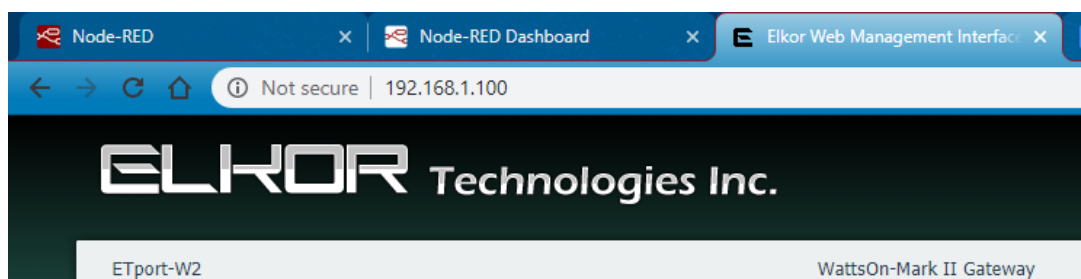 Node-RED Node-RED Dashboard Elkor Web Management Interface
Not secure 192.168.1.100
ELKOR Technologies Inc.
ETport-W2 WattsOn-Mark II Gateway